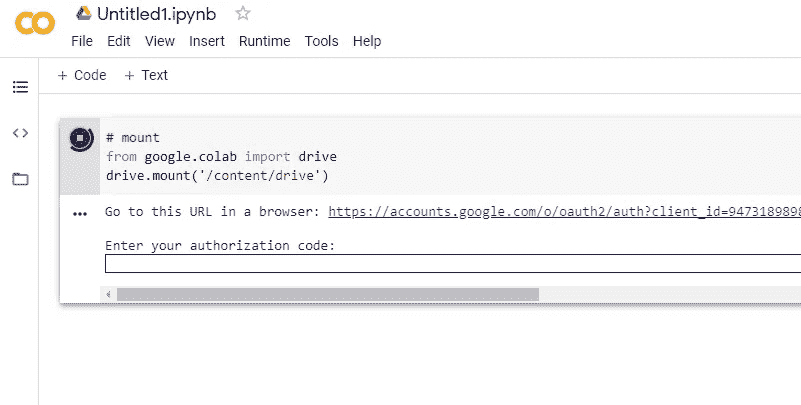 Untitled1.ipynb
File Edit View Insert Runtime Tools Help
+ Code + Text
# mount
from google.colab import drive
drive.mount('/content/drive')
Go to this URL in a browser: https://accounts.google.com/o/oauth2/auth?client_id=947318989
Enter your authorization code: